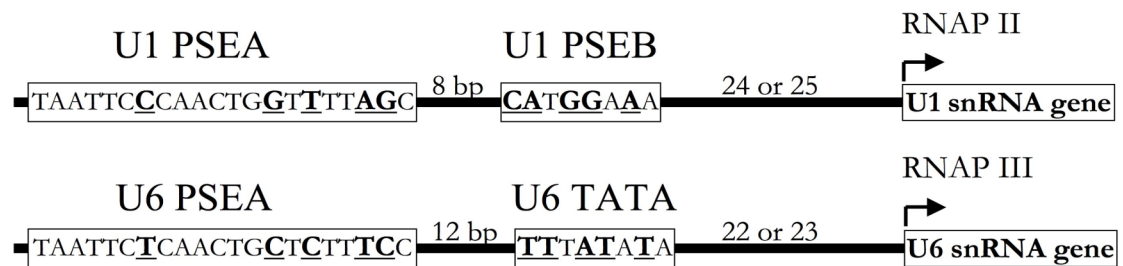 RNAP II
U1 PSEA U1 PSEB
TAATTCCCAACTGGTTTTAGC 8 bp CATGGAAA 24 or 25 U1 snRNA gene
RNAP III
U6 PSEA U6 TATA
TAATTCTCAACTGCTCTTTCC 12 bp TTTATATA 22 or 23 U6 snRNA gene